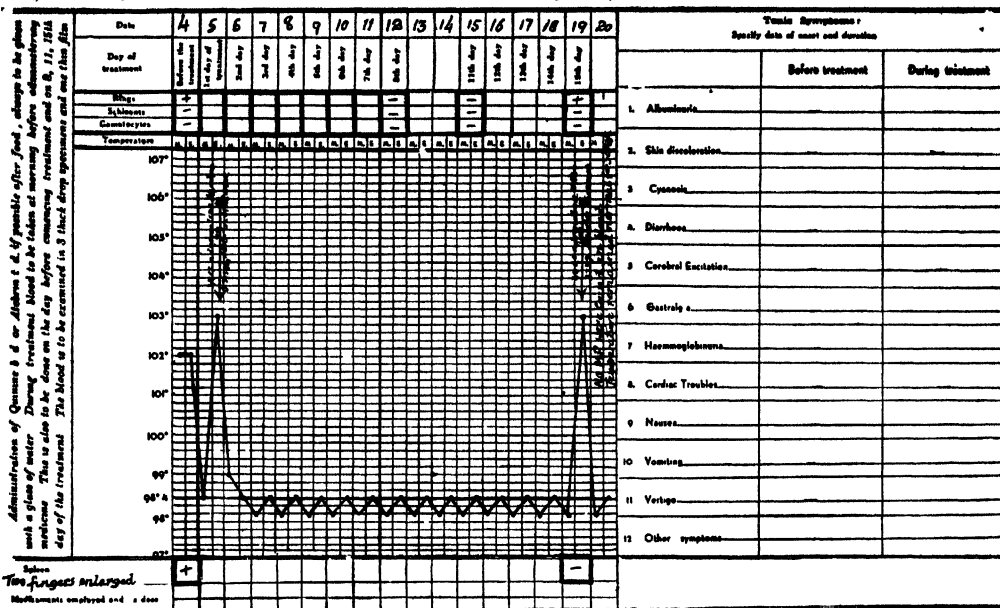 Administration of Quinine b d or Atebrin t d. if possible after food, always to be given
with a glass of water During treatment blood to be taken at morning before administering
medicine This is also to be done on the day before commencing treatment and on 8, 11, 15th
day of the treatment The blood is to be examined in 3 thick drop specimens and one thin film
Date 4 5 6 7 8 9 10 11 12 13 14 15 16 17 18 19 20
Day of treatment
Before the treatment
1st day of treatment
2nd day
3rd day
4th day
5th day
6th day
7th day
8th day
11th day
12th day
13th day
14th day
15th day
Rings + – – +
Schizonts – – – –
Gametocytes – – – –
Temperature
107°
106°
105°
104°
103°
102°
101°
100°
99°
98°4
98°
97°
Spleen + –
Two fingers enlarged
Medicaments employed and dose
Toxic Symptoms:
Specify date of onset and duration
Before treatment During treatment
1. Albuminuria
2. Skin discoloration
3 Cyanosis
4. Diarrhoea
5 Cerebral Excitation
6 Gastralgia
7 Haemoglobinuria
8. Cardiac Troubles
9 Nausea
10 Vomiting
11 Vertigo
12 Other symptoms